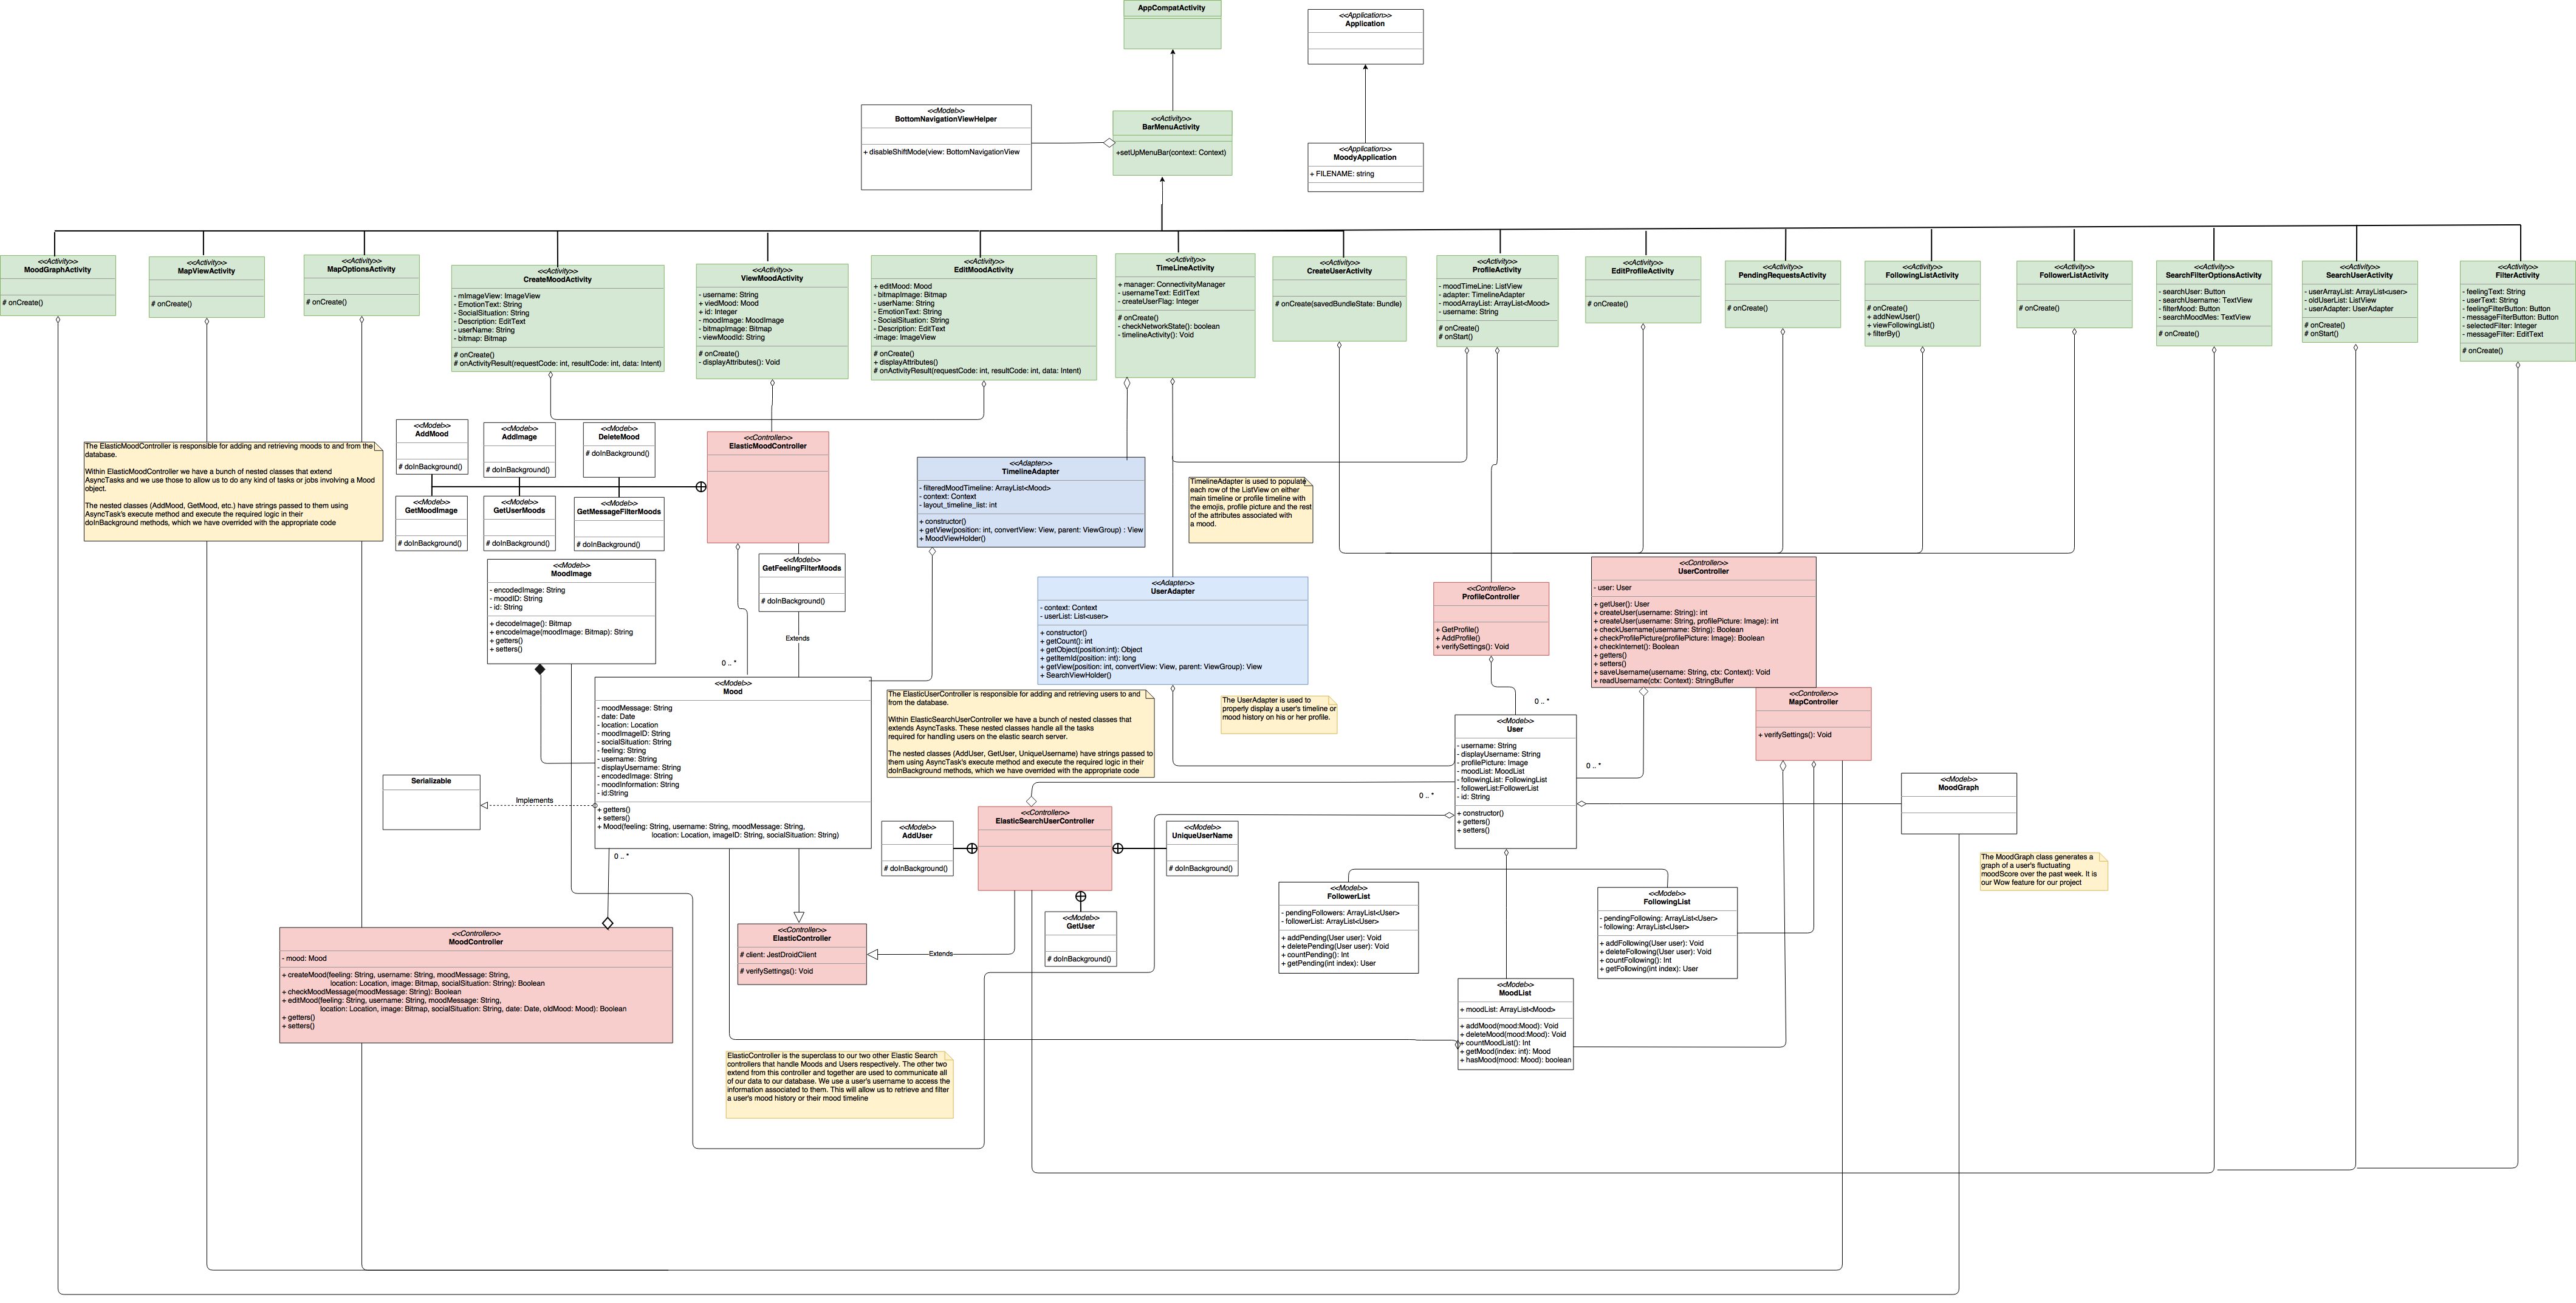 AppCompatActivity
<<Application>>
Application
<<Model>>
BottomNavigationViewHelper
+ disableShiftMode(view: BottomNavigationView
<<Activity>>
BarMenuActivity
+setUpMenuBar(context: Context)
<<Application>>
MoodyApplication
+ FILENAME: string
<<Activity>>
MoodGraphActivity
# onCreate()
<<Activity>>
MapViewActivity
# onCreate()
<<Activity>>
MapOptionsActivity
# onCreate()
<<Activity>>
CreateMoodActivity
- mImageView: ImageView
- EmotionText: String
- SocialSituation: String
- Description: EditText
- userName: String
- bitmap: Bitmap
# onCreate()
# onActivityResult(requestCode: int, resultCode: int, data: Intent)
<<Activity>>
ViewMoodActivity
- username: String
+ viedMood: Mood
+ id: Integer
- moodImage: MoodImage
- bitmapImage: Bitmap
- viewMoodId: String
# onCreate()
- displayAttributes(): Void
<<Activity>>
EditMoodActivity
+ editMood: Mood
- bitmapImage: Bitmap
- userName: String
- EmotionText: String
- SocialSituation: String
- Description: EditText
-image: ImageView
# onCreate()
+ displayAttributes()
# onActivityResult(requestCode: int, resultCode: int, data: Intent)
<<Activity>>
TimeLineActivity
+ manager: ConnectivityManager
- usernameText: EditText
- createUserFlag: Integer
# onCreate()
- checkNetworkState(): boolean
- timelineActivity(): Void
<<Activity>>
CreateUserActivity
# onCreate(savedBundleState: Bundle)
<<Activity>>
ProfileActivity
- moodTimeLine: ListView
- adapter: TimelineAdapter
- moodArrayList: ArrayList<Mood>
- username: String
# onCreate()
# onStart()
<<Activity>>
EditProfileActivity
# onCreate()
<<Activity>>
PendingRequestsActivity
# onCreate()
<<Activity>>
FollowingListActivity
# onCreate()
+ addNewUser()
+ viewFollowingList()
+ filterBy()
<<Activity>>
FollowerListActivity
# onCreate()
<<Activity>>
SearchFilterOptionsActivity
- searchUser: Button
- searchUsername: TextView
- filterMood: Button
- searchMoodMes: TextView
# onCreate()
<<Activity>>
SearchUserActivity
- userArrayList: ArrayList<user>
- oldUserList: ListView
- userAdapter: UserAdapter
# onCreate()
# onStart()
<<Activity>>
FilterActivity
- feelingText: String
- userText: String
- feelingFilterButton: Button
- messageFilterButton: Button
- selectedFilter: Integer
- messageFilter: EditText
# onCreate()
The ElasticMoodController is responsible for adding and retrieving moods to and from the
database.
Within ElasticMoodController we have a bunch of nested classes that extend
AsyncTasks and we use those to allow us to do any kind of tasks or jobs involving a Mood
object.
The nested classes (AddMood, GetMood, etc.) have strings passed to them using
AsyncTask's execute method and execute the required logic in their
doInBackground methods, which we have overridden with the appropriate code
<<Model>>
AddMood
# doInBackground()
<<Model>>
AddImage
# doInBackground()
<<Model>>
DeleteMood
# doInBackground()
<<Model>>
GetMoodImage
# doInBackground()
<<Model>>
GetUserMoods
# doInBackground()
<<Model>>
GetMessageFilterMoods
# doInBackground()
<<Controller>>
ElasticMoodController
<<Adapter>>
TimelineAdapter
- filteredMoodTimeline: ArrayList<Mood>
- context: Context
- layout_timeline_list: int
+ constructor()
+ getView(position: int, convertView: View, parent: ViewGroup) : View
+ MoodViewHolder()
TimelineAdapter is used to populate
each row of the ListView on either
main timeline or profile timeline with
the emojis, profile picture and the rest
of the attributes associated with
a mood.
<<Model>>
GetFeelingFilterMoods
# doInBackground()
Extends
<<Model>>
MoodImage
- encodedImage: String
- moodID: String
- id: String
+ decodeImage(): Bitmap
+ encodeImage(moodImage: Bitmap): String
+ getters()
+ setters()
<<Adapter>>
UserAdapter
- context: Context
- userList: List<user>
+ constructor()
+ getCount(): int
+ getObject(position:int): Object
+ getItemId(position: int): long
+ getView(position: int, convertView: View, parent: ViewGroup): View
+ SearchViewHolder()
<<Controller>>
ProfileController
+ GetProfile()
+ AddProfile()
+ verifySettings(): Void
<<Controller>>
UserController
- user: User
+ getUser(): User
+ createUser(username: String): int
+ createUser(username: String, profilePicture: Image): int
+ checkUsername(username: String): Boolean
+ checkProfilePicture(profilePicture: Image): Boolean
+ checkInternet(): Boolean
+ getters()
+ setters()
+ saveUsername(username: String, ctx: Context): Void
+ readUsername(ctx: Context): StringBuffer
0 .. *
<<Model>>
Mood
- moodMessage: String
- date: Date
- location: Location
- moodImageID: String
- socialSituation: String
- feeling: String
- username: String
- displayUsername: String
- encodedImage: String
- moodInformation: String
- id:String
+ getters()
+ setters()
+ Mood(feeling: String, username: String, moodMessage: String,
location: Location, imageID: String, socialSituation: String)
The ElasticUserController is responsible for adding and retrieving users to and
from the database.
Within ElasticSearchUserController we have a bunch of nested classes that
extends AsyncTasks. These nested classes handle all the tasks
required for handling users on the elastic search server.
The nested classes (AddUser, GetUser, UniqueUsername) have strings passed to
them using AsyncTask's execute method and execute the required logic in their
doInBackground methods, which we have overridden with the appropriate code
The UserAdapter is used to
properly display a user's timeline or
mood history on his or her profile.
0 .. *
<<Controller>>
MapController
+ verifySettings(): Void
<<Model>>
User
- username: String
- displayUsername: String
- profilePicture: Image
- moodList: MoodList
- followingList: FollowingList
- followerList:FollowerList
- id: String
+ constructor()
+ getters()
+ setters()
0 .. *
0 .. *
Serializable
Implements
<<Model>>
MoodGraph
<<Controller>>
ElasticSearchUserController
<<Model>>
AddUser
# doInBackground()
<<Model>>
UniqueUserName
# doInBackground()
0 .. *
The MoodGraph class generates a
graph of a user's fluctuating
moodScore over the past week. It is
our Wow feature for our project
<<Model>>
FollowerList
- pendingFollowers: ArrayList<User>
- followerList: ArrayList<User>
+ addPending(User user): Void
+ deletePending(User user): Void
+ countPending(): Int
+ getPending(int index): User
<<Model>>
FollowingList
- pendingFollowing: ArrayList<User>
- following: ArrayList<User>
+ addFollowing(User user): Void
+ deleteFollowing(User user): Void
+ countFollowing(): Int
+ getFollowing(int index): User
<<Model>>
GetUser
# doInBackground()
<<Controller>>
MoodController
- mood: Mood
+ createMood(feeling: String, username: String, moodMessage: String,
location: Location, image: Bitmap, socialSituation: String): Boolean
+ checkMoodMessage(moodMessage: String): Boolean
+ editMood(feeling: String, username: String, moodMessage: String,
location: Location, image: Bitmap, socialSituation: String, date: Date, oldMood: Mood): Boolean
+ getters()
+ setters()
<<Controller>>
ElasticController
# client: JestDroidClient
# verifySettings(): Void
Extends
<<Model>>
MoodList
+ moodList: ArrayList<Mood>
+ addMood(mood:Mood): Void
+ deleteMood(mood:Mood): Void
+ countMoodList(): Int
+ getMood(index: int): Mood
+ hasMood(mood: Mood): boolean
ElasticController is the superclass to our two other Elastic Search
controllers that handle Moods and Users respectively. The other two
extend from this controller and together are used to communicate all
of our data to our database. We use a user's username to access the
information associated to them. This will allow us to retrieve and filter
a user's mood history or their mood timeline